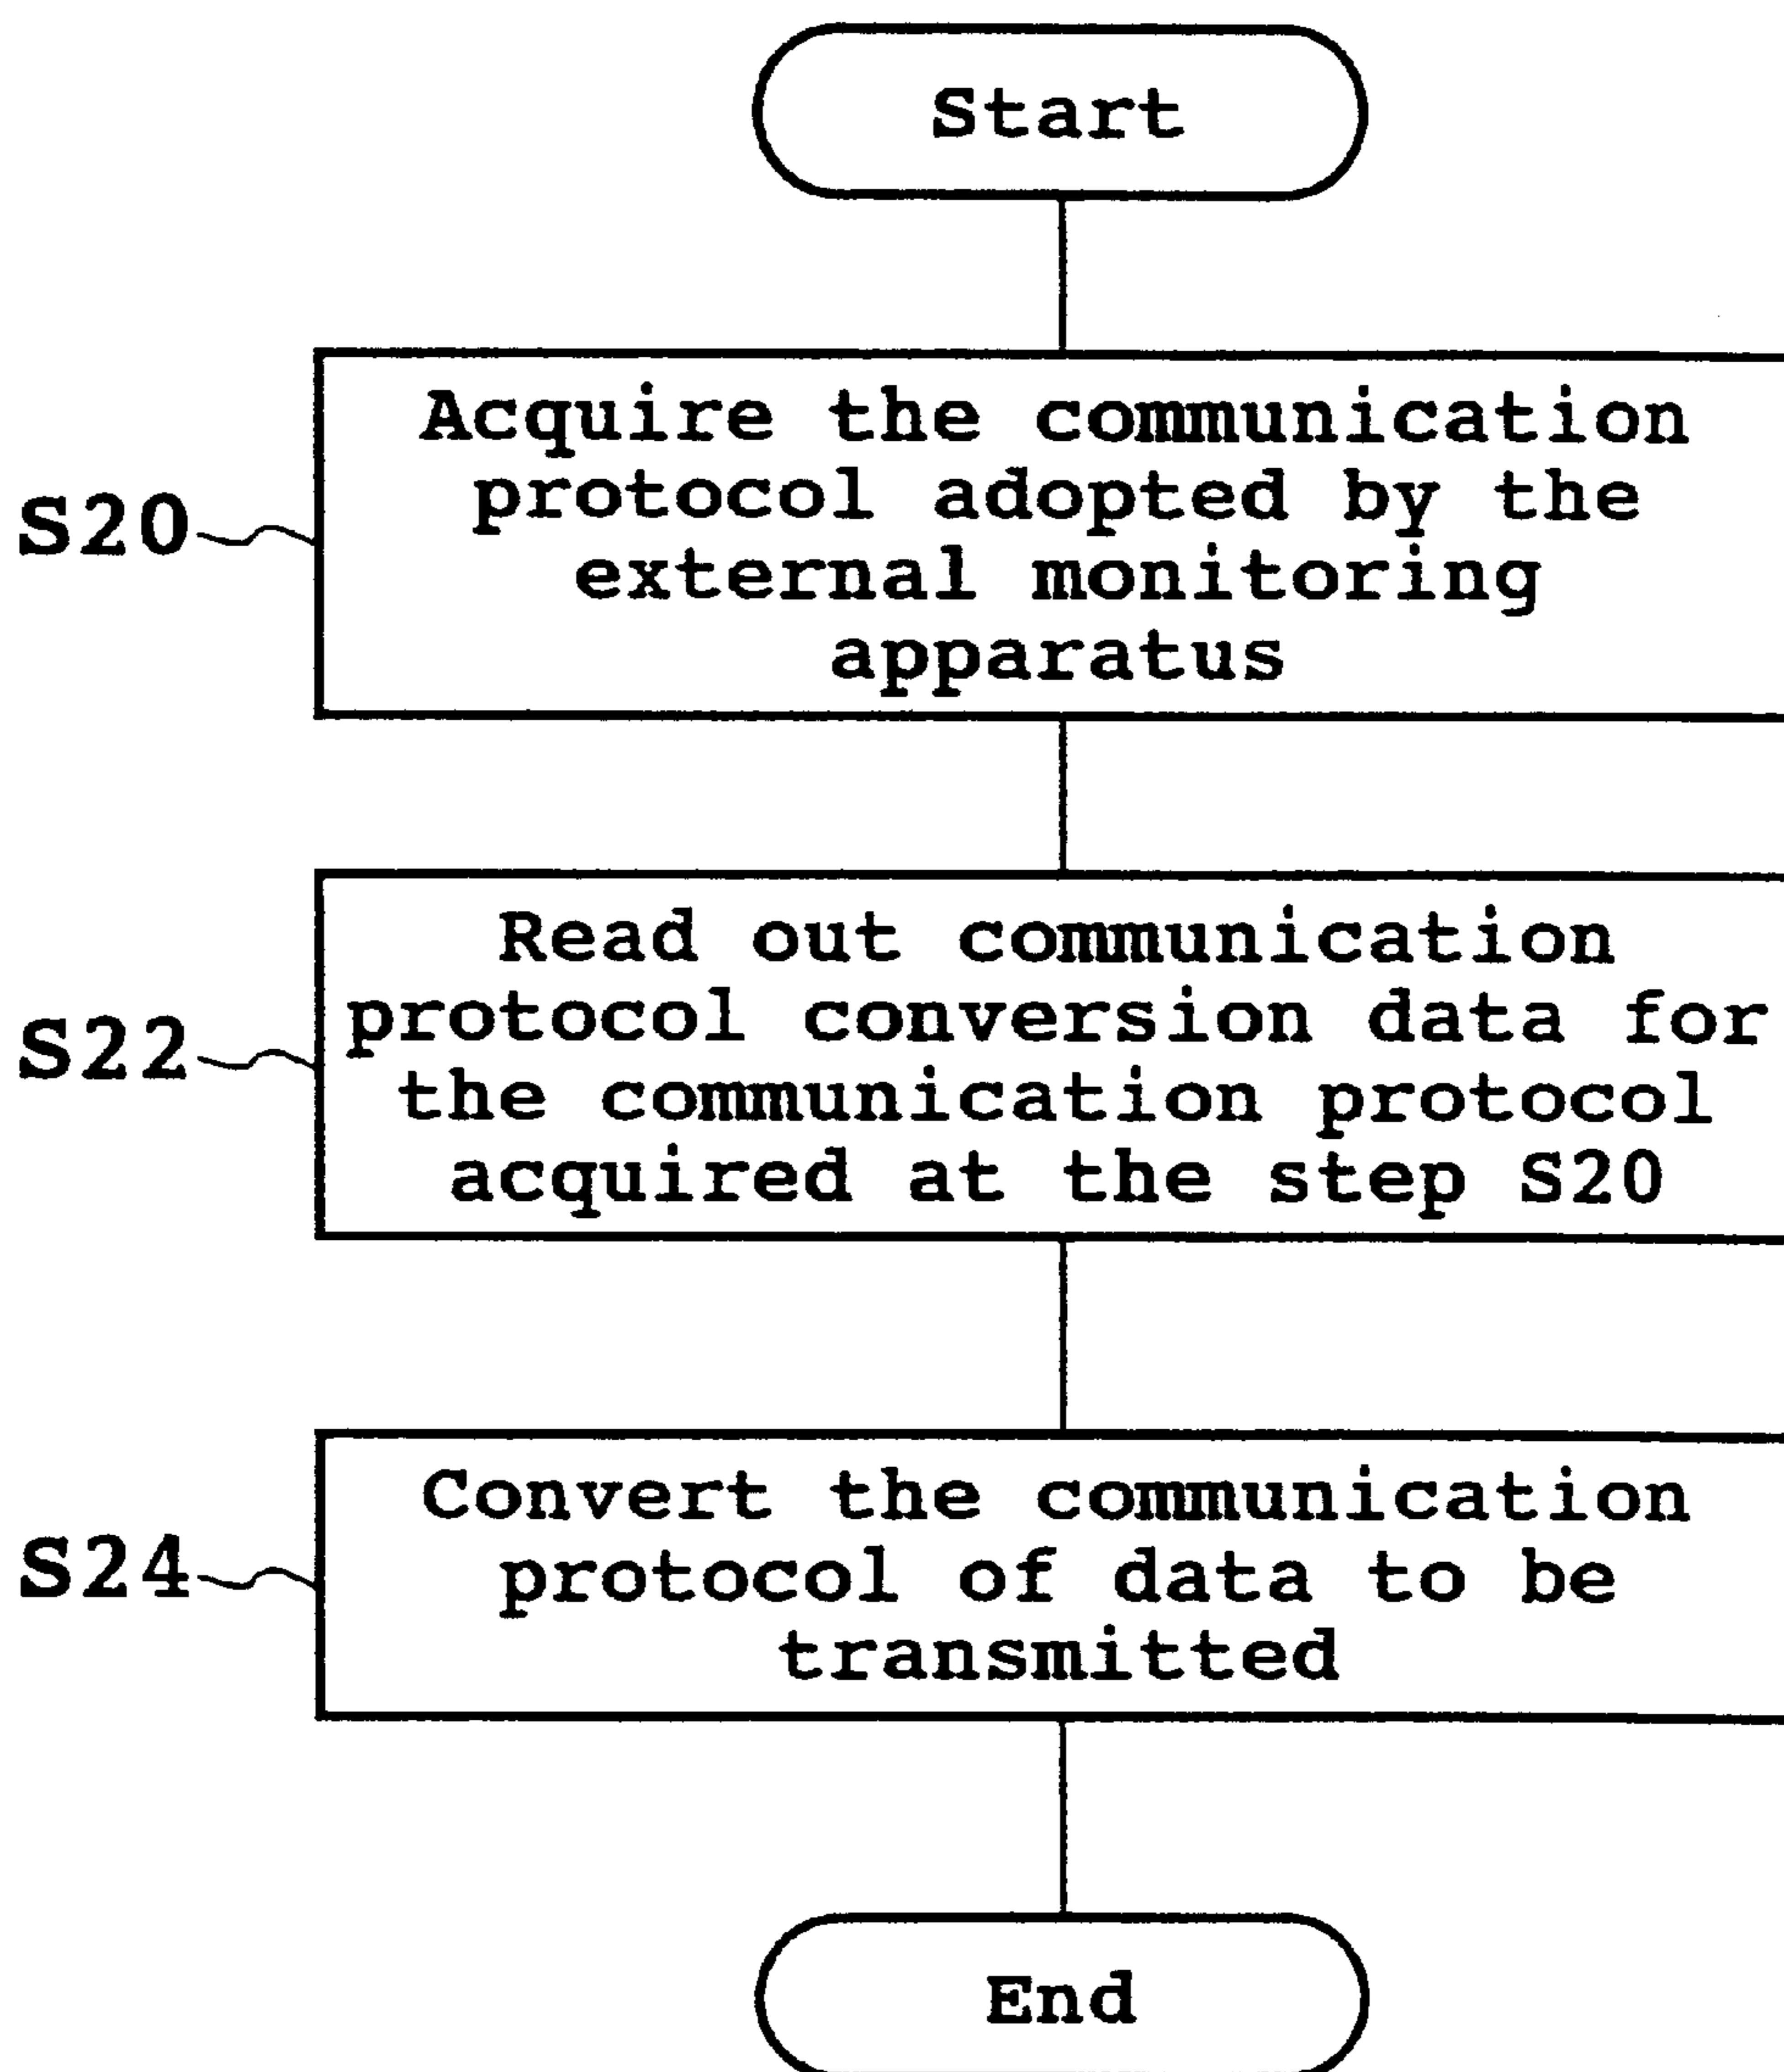 Start
S20
Acquire the communication
protocol adopted by the
external monitoring
apparatus
S22
Read out communication
protocol conversion data for
the communication protocol
acquired at the step S20
S24
Convert the communication
protocol of data to be
transmitted
End